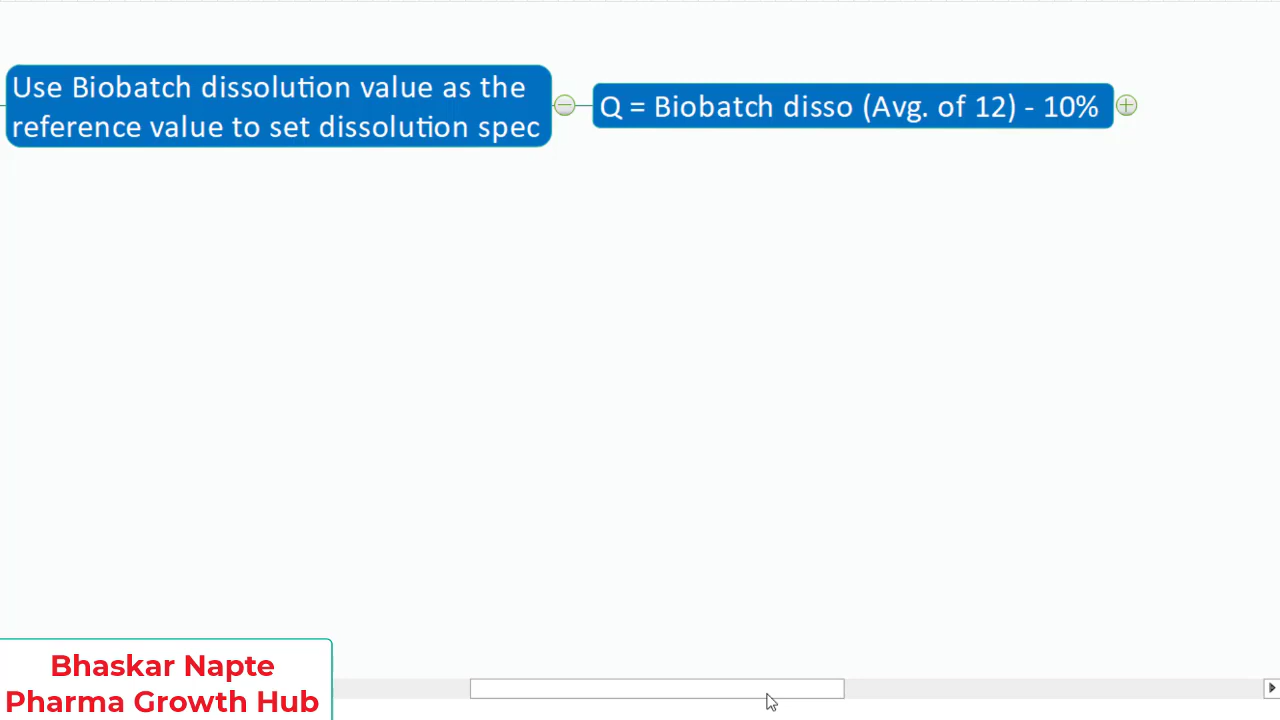 Use Biobatch dissolution value as the
reference value to set dissolution spec
Q = Biobatch disso (Avg. of 12) - 10%
Bhaskar Napte
Pharma Growth Hub